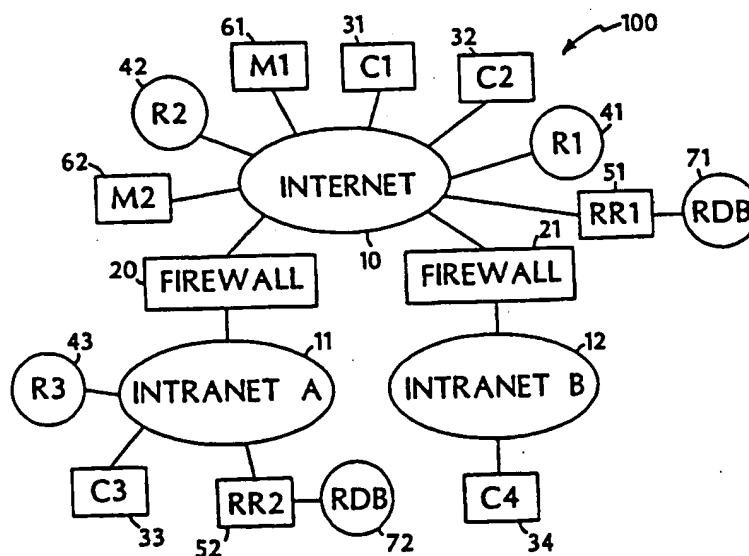 61
31
32
100
42
M1
C1
C2
R2
41
R1
62
71
51
M2
INTERNET
RR1
RDB
10
21
20
FIREWALL
FIREWALL
43
11
12
R3
INTRANET A
INTRANET B
C3
RR2
RDB
C4
33
52
72
34